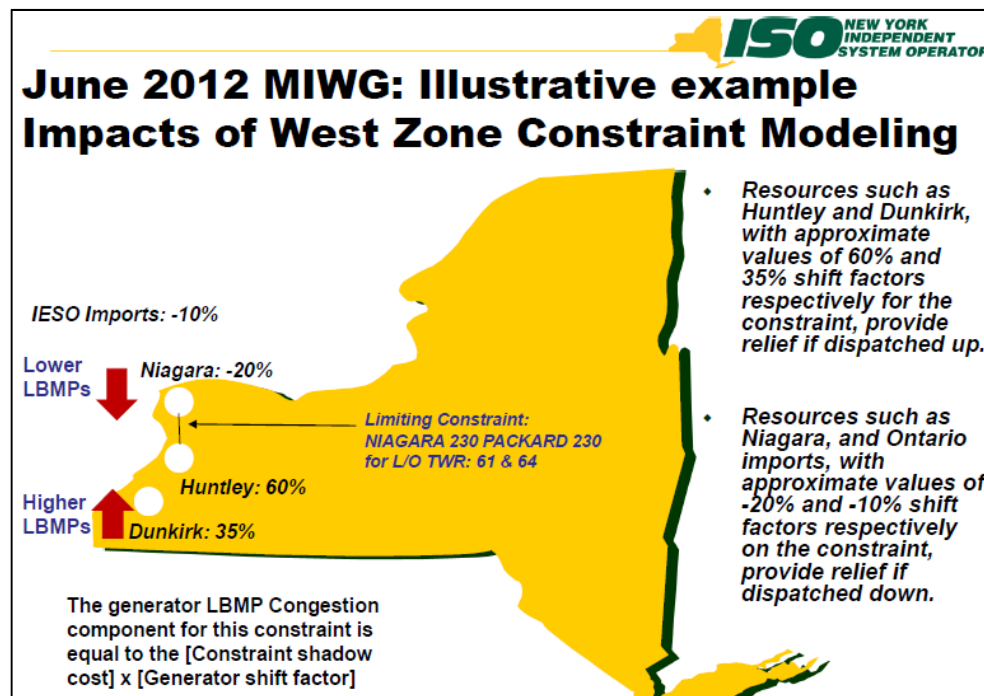 ISO NEW YORK
INDEPENDENT
SYSTEM OPERATOR
June 2012 MIWG: Illustrative example
Impacts of West Zone Constraint Modeling
IESO Imports: -10%
Lower
LBMPs
Niagara: -20%
Limiting Constraint:
NIAGARA 230 PACKARD 230
for L/O TWR: 61 & 64
Huntley: 60%
Higher
LBMPs
Dunkirk: 35%
The generator LBMP Congestion
component for this constraint is
equal to the [Constraint shadow
cost] x [Generator shift factor]
◆ Resources such as
Huntley and Dunkirk,
with approximate
values of 60% and
35% shift factors
respectively for the
constraint, provide
relief if dispatched up.
◆ Resources such as
Niagara, and Ontario
imports, with
approximate values of
-20% and -10% shift
factors respectively
on the constraint,
provide relief if
dispatched down.